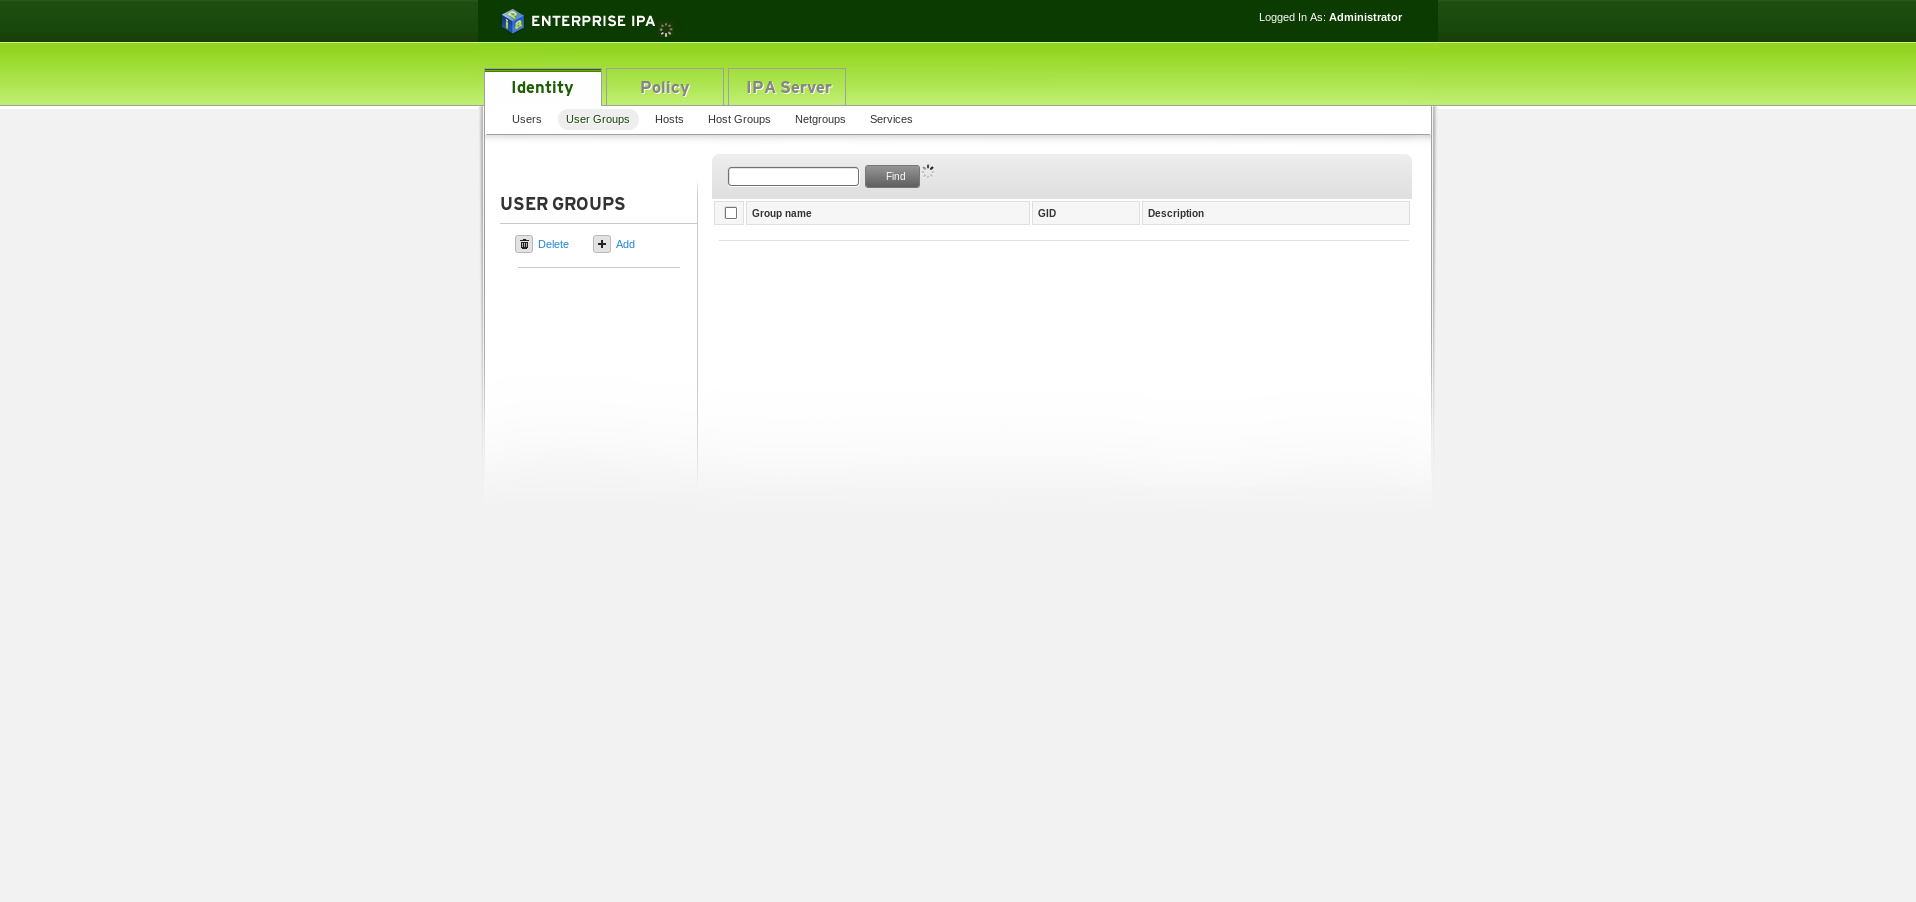 ENTERPRISE IPA
Logged In As: Administrator
Identity
Policy
IPA Server
Users
User Groups
Hosts
Host Groups
Netgroups
Services
USER GROUPS
Delete
Add
Find
Group name
GID
Description